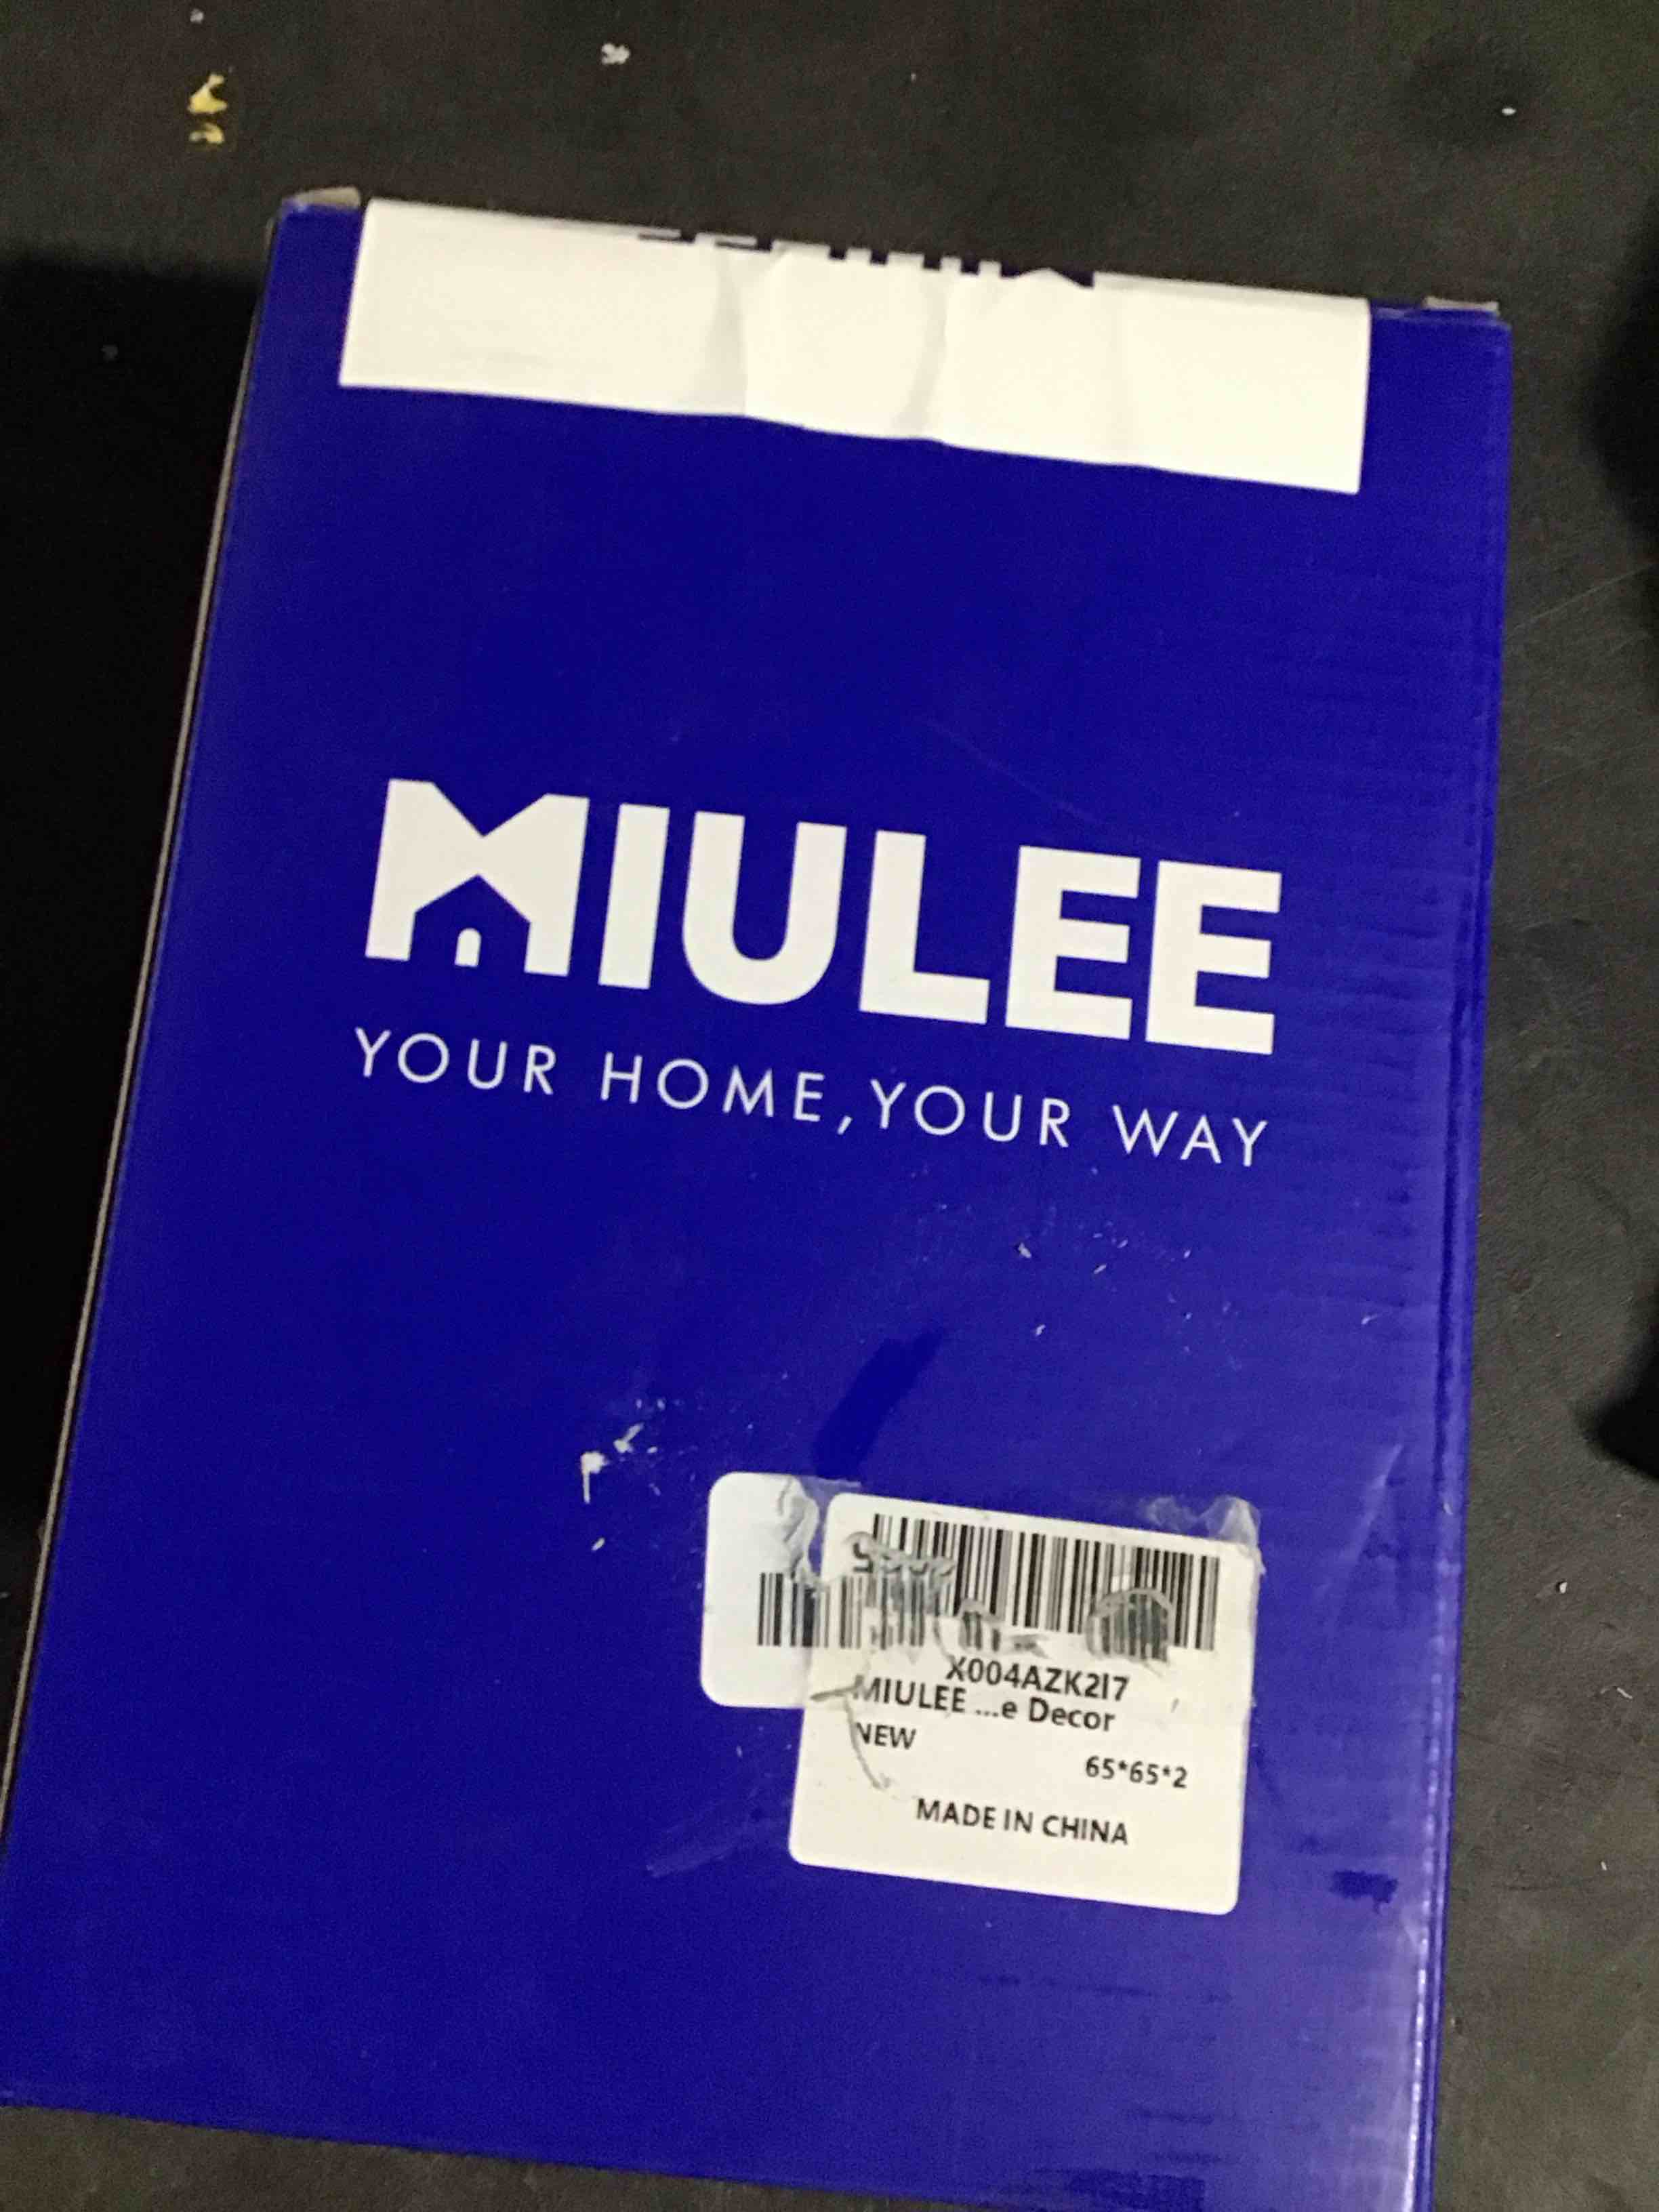 MIULEE
YOUR HOME, YOUR WAY
X004AZK2I7
MIULEE ...e Decor
NEW
65*65*2
MADE IN CHINA